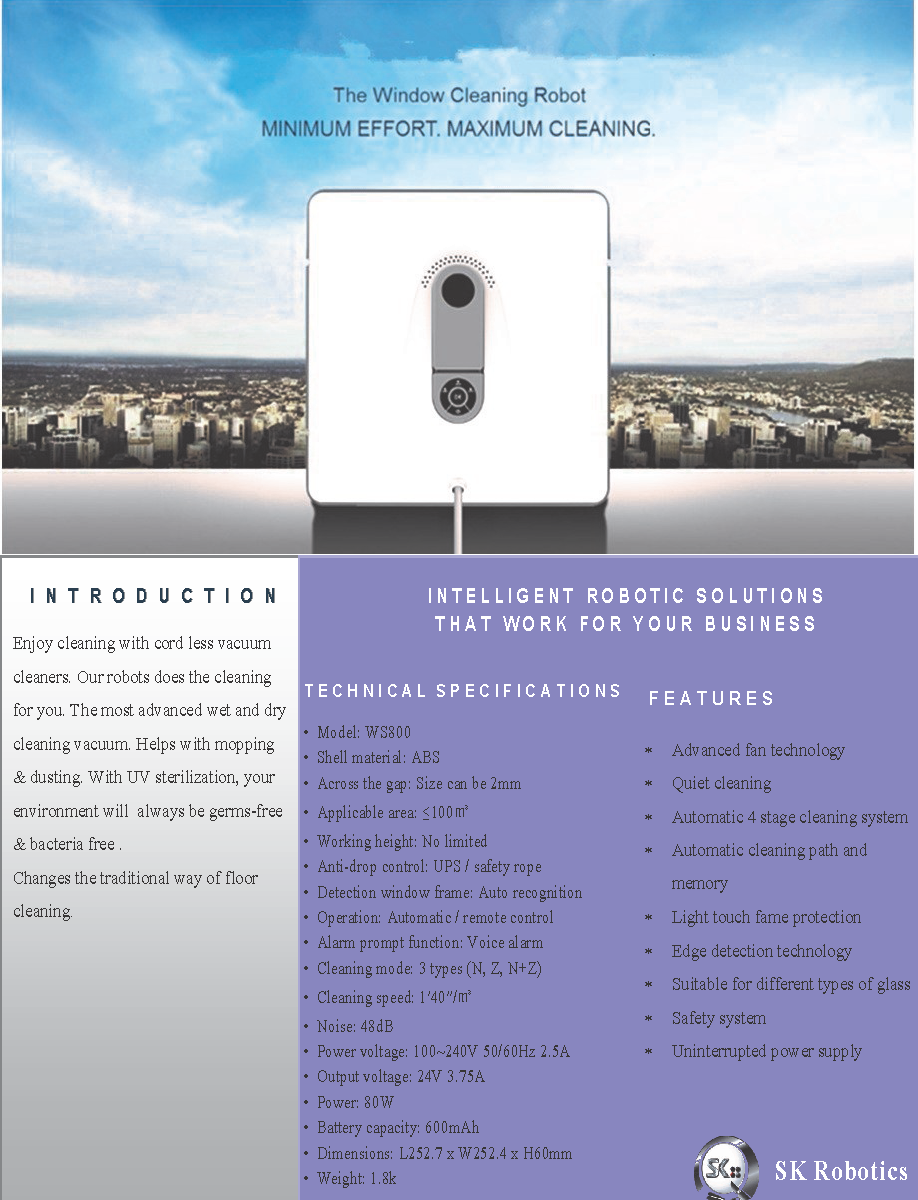 The Window Cleaning Robot
MINIMUM EFFORT. MAXIMUM CLEANING.
INTRODUCTION
Enjoy cleaning with cord less vacuum
cleaners. Our robots does the cleaning
for you. The most advanced wet and dry
cleaning vacuum. Helps with mopping
& dusting. With UV sterilization, your
environment will always be germs-free
& bacteria free .
Changes the traditional way of floor
cleaning.
INTELLIGENT ROBOTIC SOLUTIONS
THAT WORK FOR YOUR BUSINESS
TECHNICAL SPECIFICATIONS
• Model: WS800
• Shell material: ABS
• Across the gap: Size can be 2mm
• Applicable area: ≤100㎡
• Working height: No limited
• Anti-drop control: UPS / safety rope
• Detection window frame: Auto recognition
• Operation: Automatic / remote control
• Alarm prompt function: Voice alarm
• Cleaning mode: 3 types (N, Z, N+Z)
• Cleaning speed: 1′40″/㎡
• Noise: 48dB
• Power voltage: 100~240V 50/60Hz 2.5A
• Output voltage: 24V 3.75A
• Power: 80W
• Battery capacity: 600mAh
• Dimensions: L252.7 x W252.4 x H60mm
• Weight: 1.8k
FEATURES
* Advanced fan technology
* Quiet cleaning
* Automatic 4 stage cleaning system
* Automatic cleaning path and
memory
* Light touch fame protection
* Edge detection technology
* Suitable for different types of glass
* Safety system
* Uninterrupted power supply
SK
SK Robotics